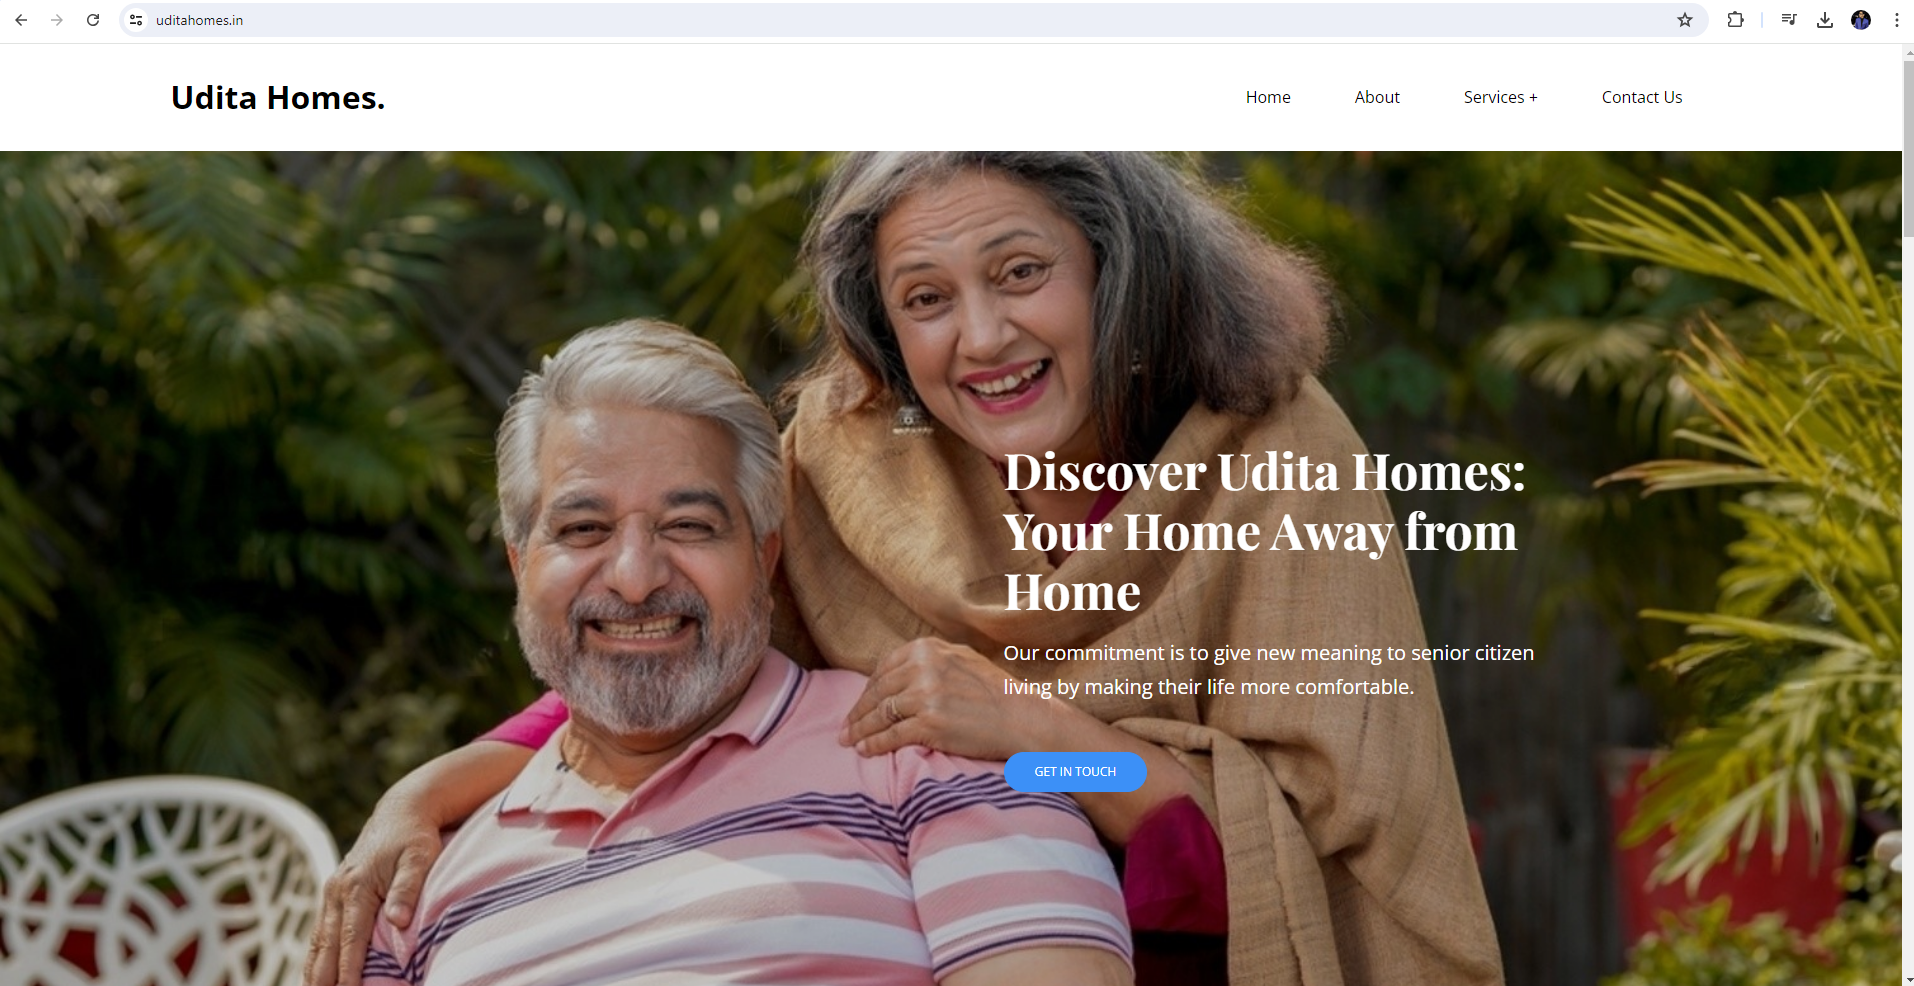 uditahomes.in
Udita Homes.
Home
About
Services +
Contact Us
Discover Udita Homes:
Your Home Away from
Home
Our commitment is to give new meaning to senior citizen
living by making their life more comfortable.
GET IN TOUCH